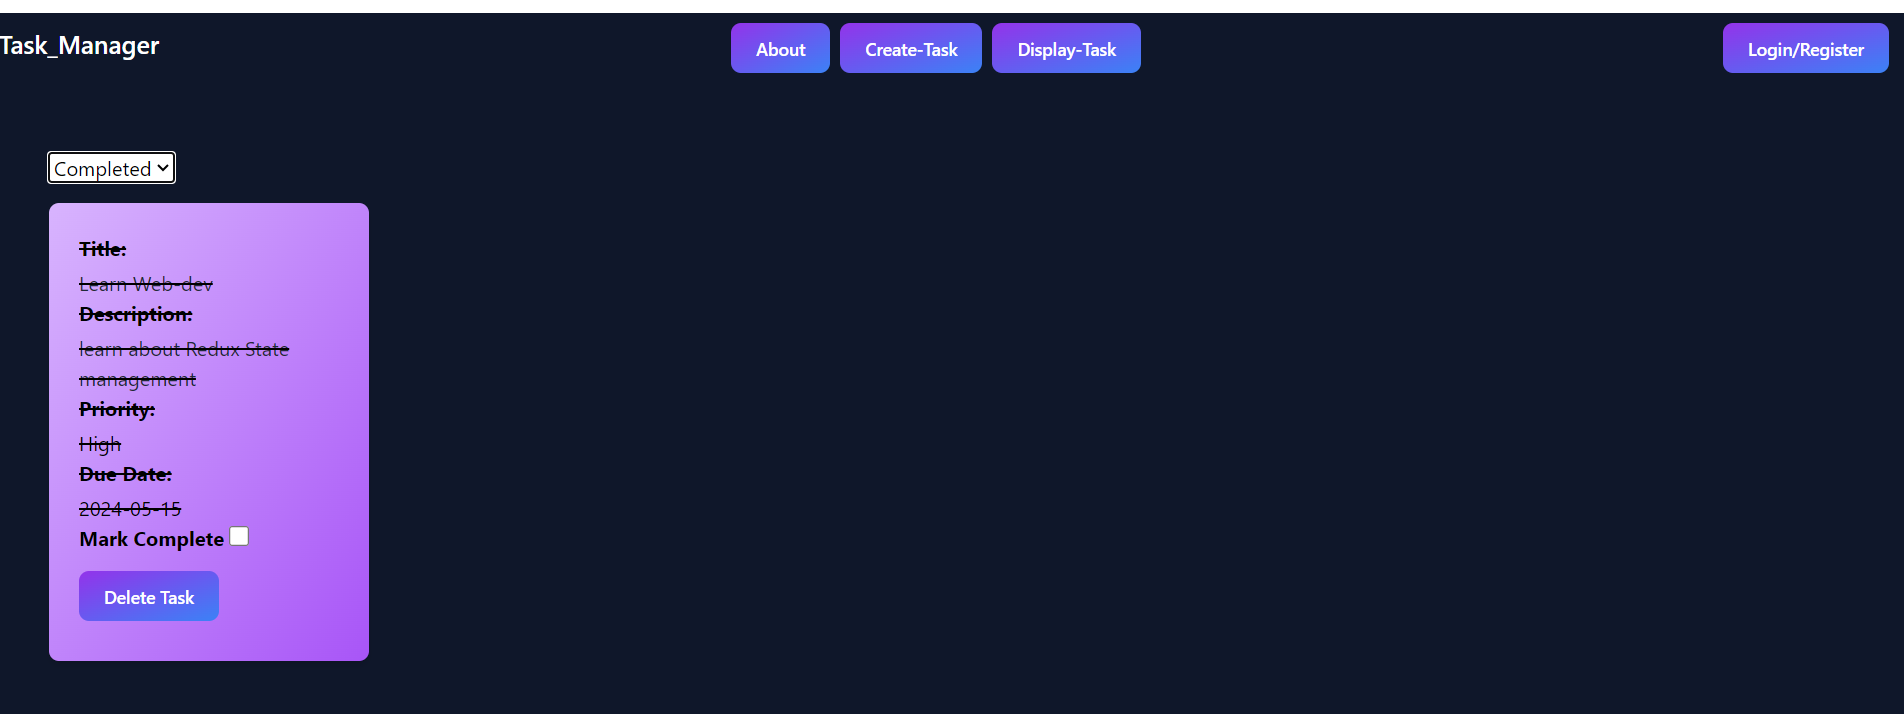 Task_Manager
About
Create-Task
Display-Task
Login/Register
Completed
Title:
Learn Web-dev
Description:
learn about Redux State
management
Priority:
High
Due Date:
2024-05-15
Mark Complete
Delete Task